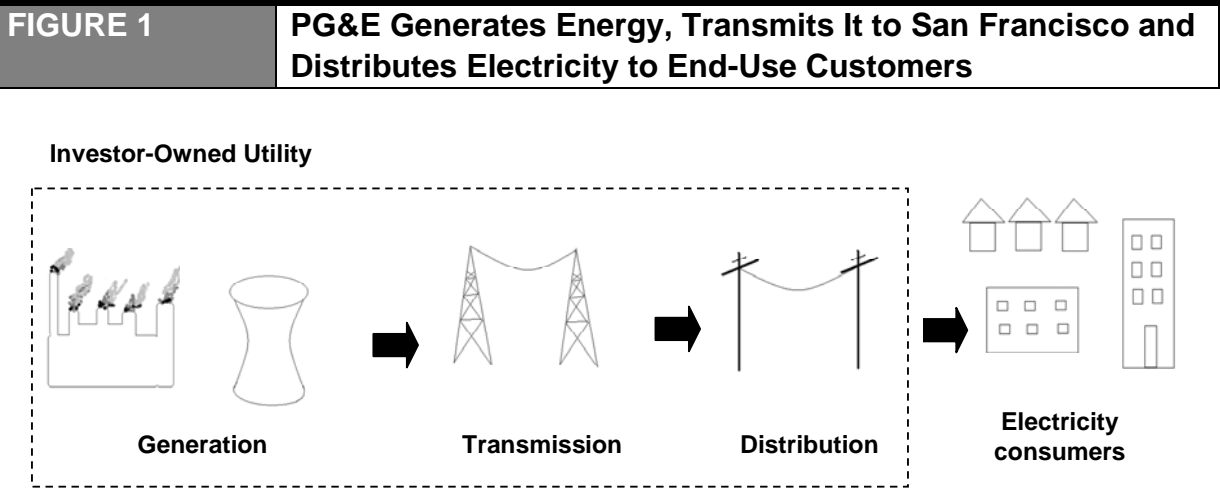 FIGURE 1
PG&E Generates Energy, Transmits It to San Francisco and
Distributes Electricity to End-Use Customers
Investor-Owned Utility
Generation
Transmission
Distribution
Electricity
consumers